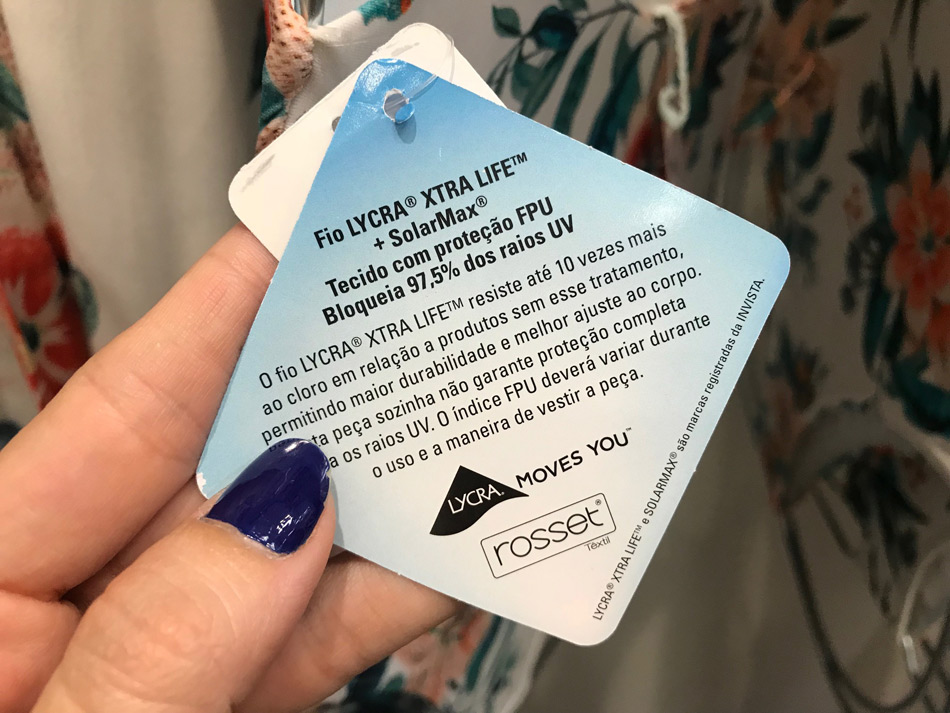 Fio LYCRA® XTRA LIFE™
+ SolarMax®
Tecido com proteção FPU
Bloqueia 97,5% dos raios UV
O fio LYCRA® XTRA LIFE™ resiste até 10 vezes mais
ao cloro em relação a produtos sem esse tratamento,
permitindo maior durabilidade e melhor ajuste ao corpo.
peça sozinha não garante proteção completa
os raios UV. O índice FPU deverá variar durante
o uso e a maneira de vestir a peça.
LYCRA® MOVES YOU™
rosset®
Têxtil
LYCRA® XTRA LIFE™ e SOLARMAX® são marcas registradas da INVISTA.